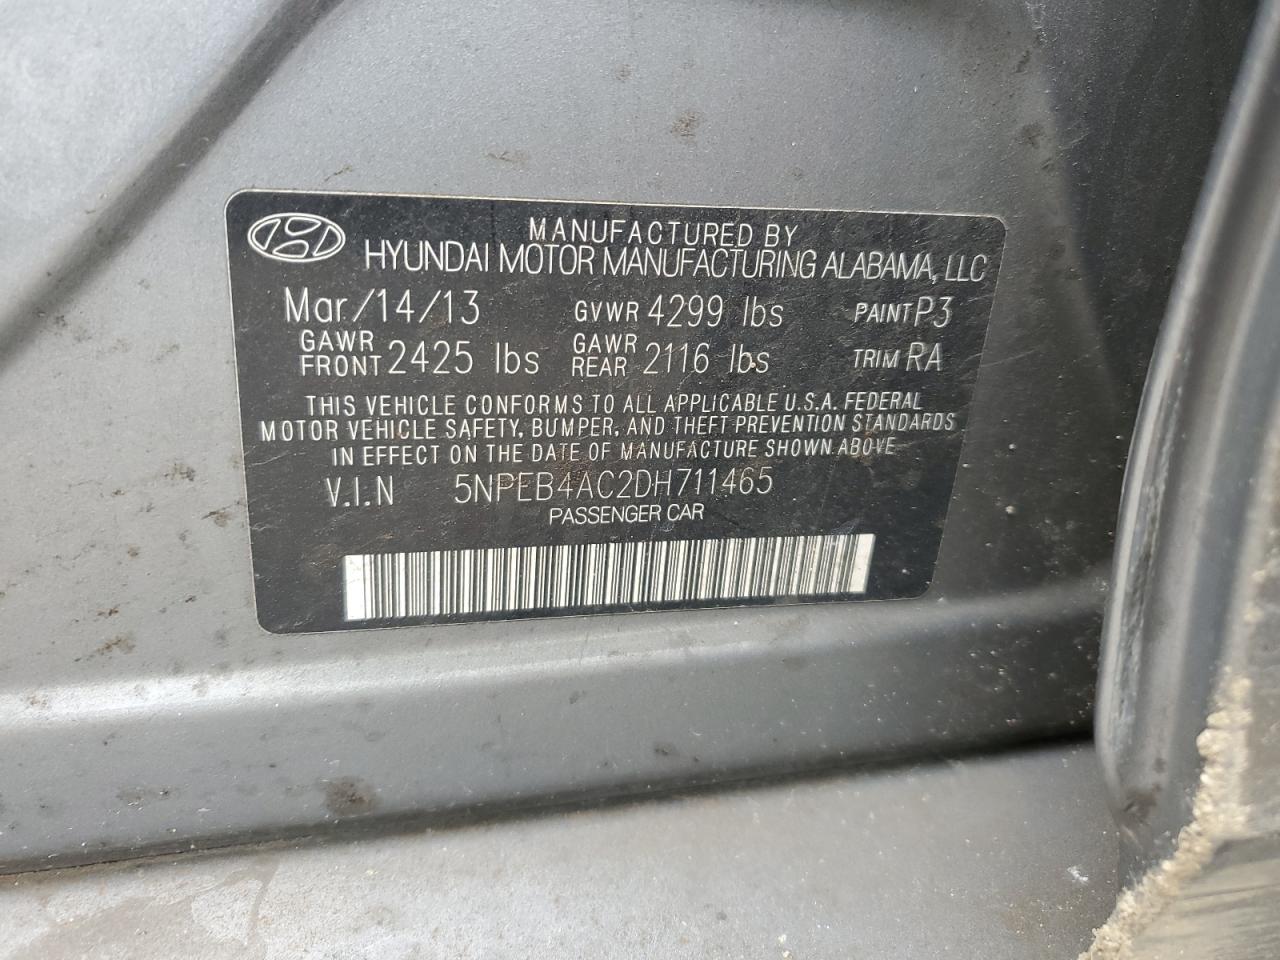 MANUFACTURED BY
HYUNDAI MOTOR MANUFACTURING ALABAMA, LLC
Mar/14/13 GVWR 4299 lbs PAINT P3
GAWR FRONT 2425 lbs GAWR REAR 2116 lbs TRIM RA
THIS VEHICLE CONFORMS TO ALL APPLICABLE U.S.A. FEDERAL
MOTOR VEHICLE SAFETY, BUMPER, AND THEFT PREVENTION STANDARDS
IN EFFECT ON THE DATE OF MANUFACTURE SHOWN ABOVE
V.I.N 5NPEB4AC2DH711465
PASSENGER CAR